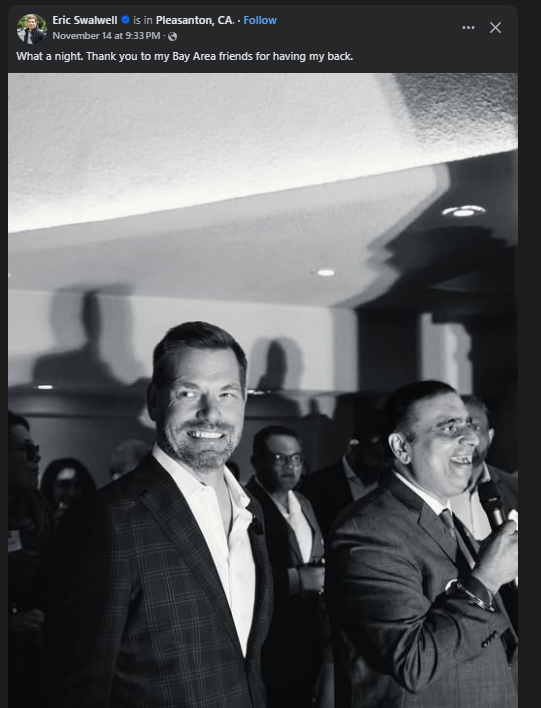 Eric Swalwell is in Pleasanton, CA. · Follow
November 14 at 9:33 PM ·
What a night. Thank you to my Bay Area friends for having my back.